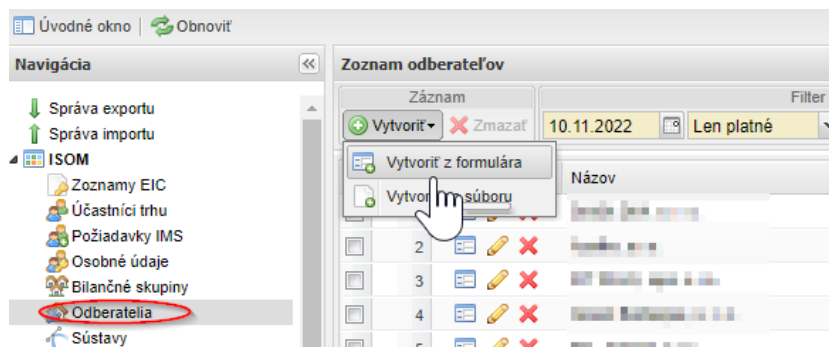 Úvodné okno Obnoviť
Navigácia
Správa exportu
Správa importu
ISOM
Zoznamy EIC
Účastníci trhu
Požiadavky IMS
Osobné údaje
Bilančné skupiny
Odberatelia
Sústavy
Zoznam odberateľov
Záznam Filter
Vytvoriť Zmazať 10.11.2022 Len platné
Vytvoriť z formulára
súboru
Názov
2
3
4
5